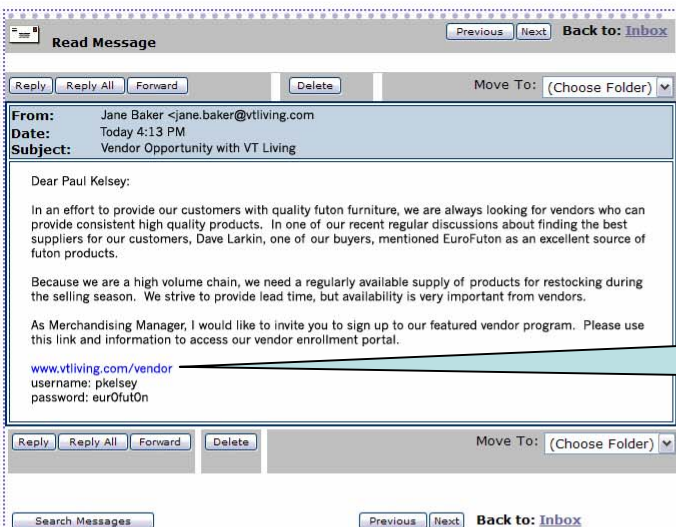 Read Message
Previous Next Back to: Inbox
Reply Reply All Forward Delete Move To: (Choose Folder)
From: Jane Baker <jane.baker@vtliving.com
Date: Today 4:13 PM
Subject: Vendor Opportunity with VT Living
Dear Paul Kelsey:
In an effort to provide our customers with quality futon furniture, we are always looking for vendors who can
provide consistent high quality products. In one of our recent regular discussions about finding the best
suppliers for our customers, Dave Larkin, one of our buyers, mentioned EuroFuton as an excellent source of
futon products.
Because we are a high volume chain, we need a regularly available supply of products for restocking during
the selling season. We strive to provide lead time, but availability is very important from vendors.
As Merchandising Manager, I would like to invite you to sign up to our featured vendor program. Please use
this link and information to access our vendor enrollment portal.
www.vtliving.com/vendor
username: pkelsey
password: eur0fut0n
Reply Reply All Forward Delete Move To: (Choose Folder)
Search Messages Previous Next Back to: Inbox